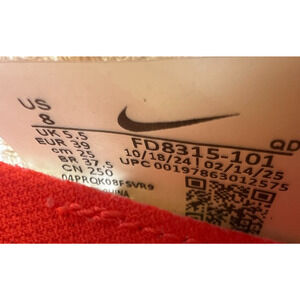 US
8
UK 5.5
EUR 39
cm 25
BR 37.5
CN 250
04PRQK08FSVR9
FD8315-101 QD
10/18/24 02/14/25
UPC 00197863012575